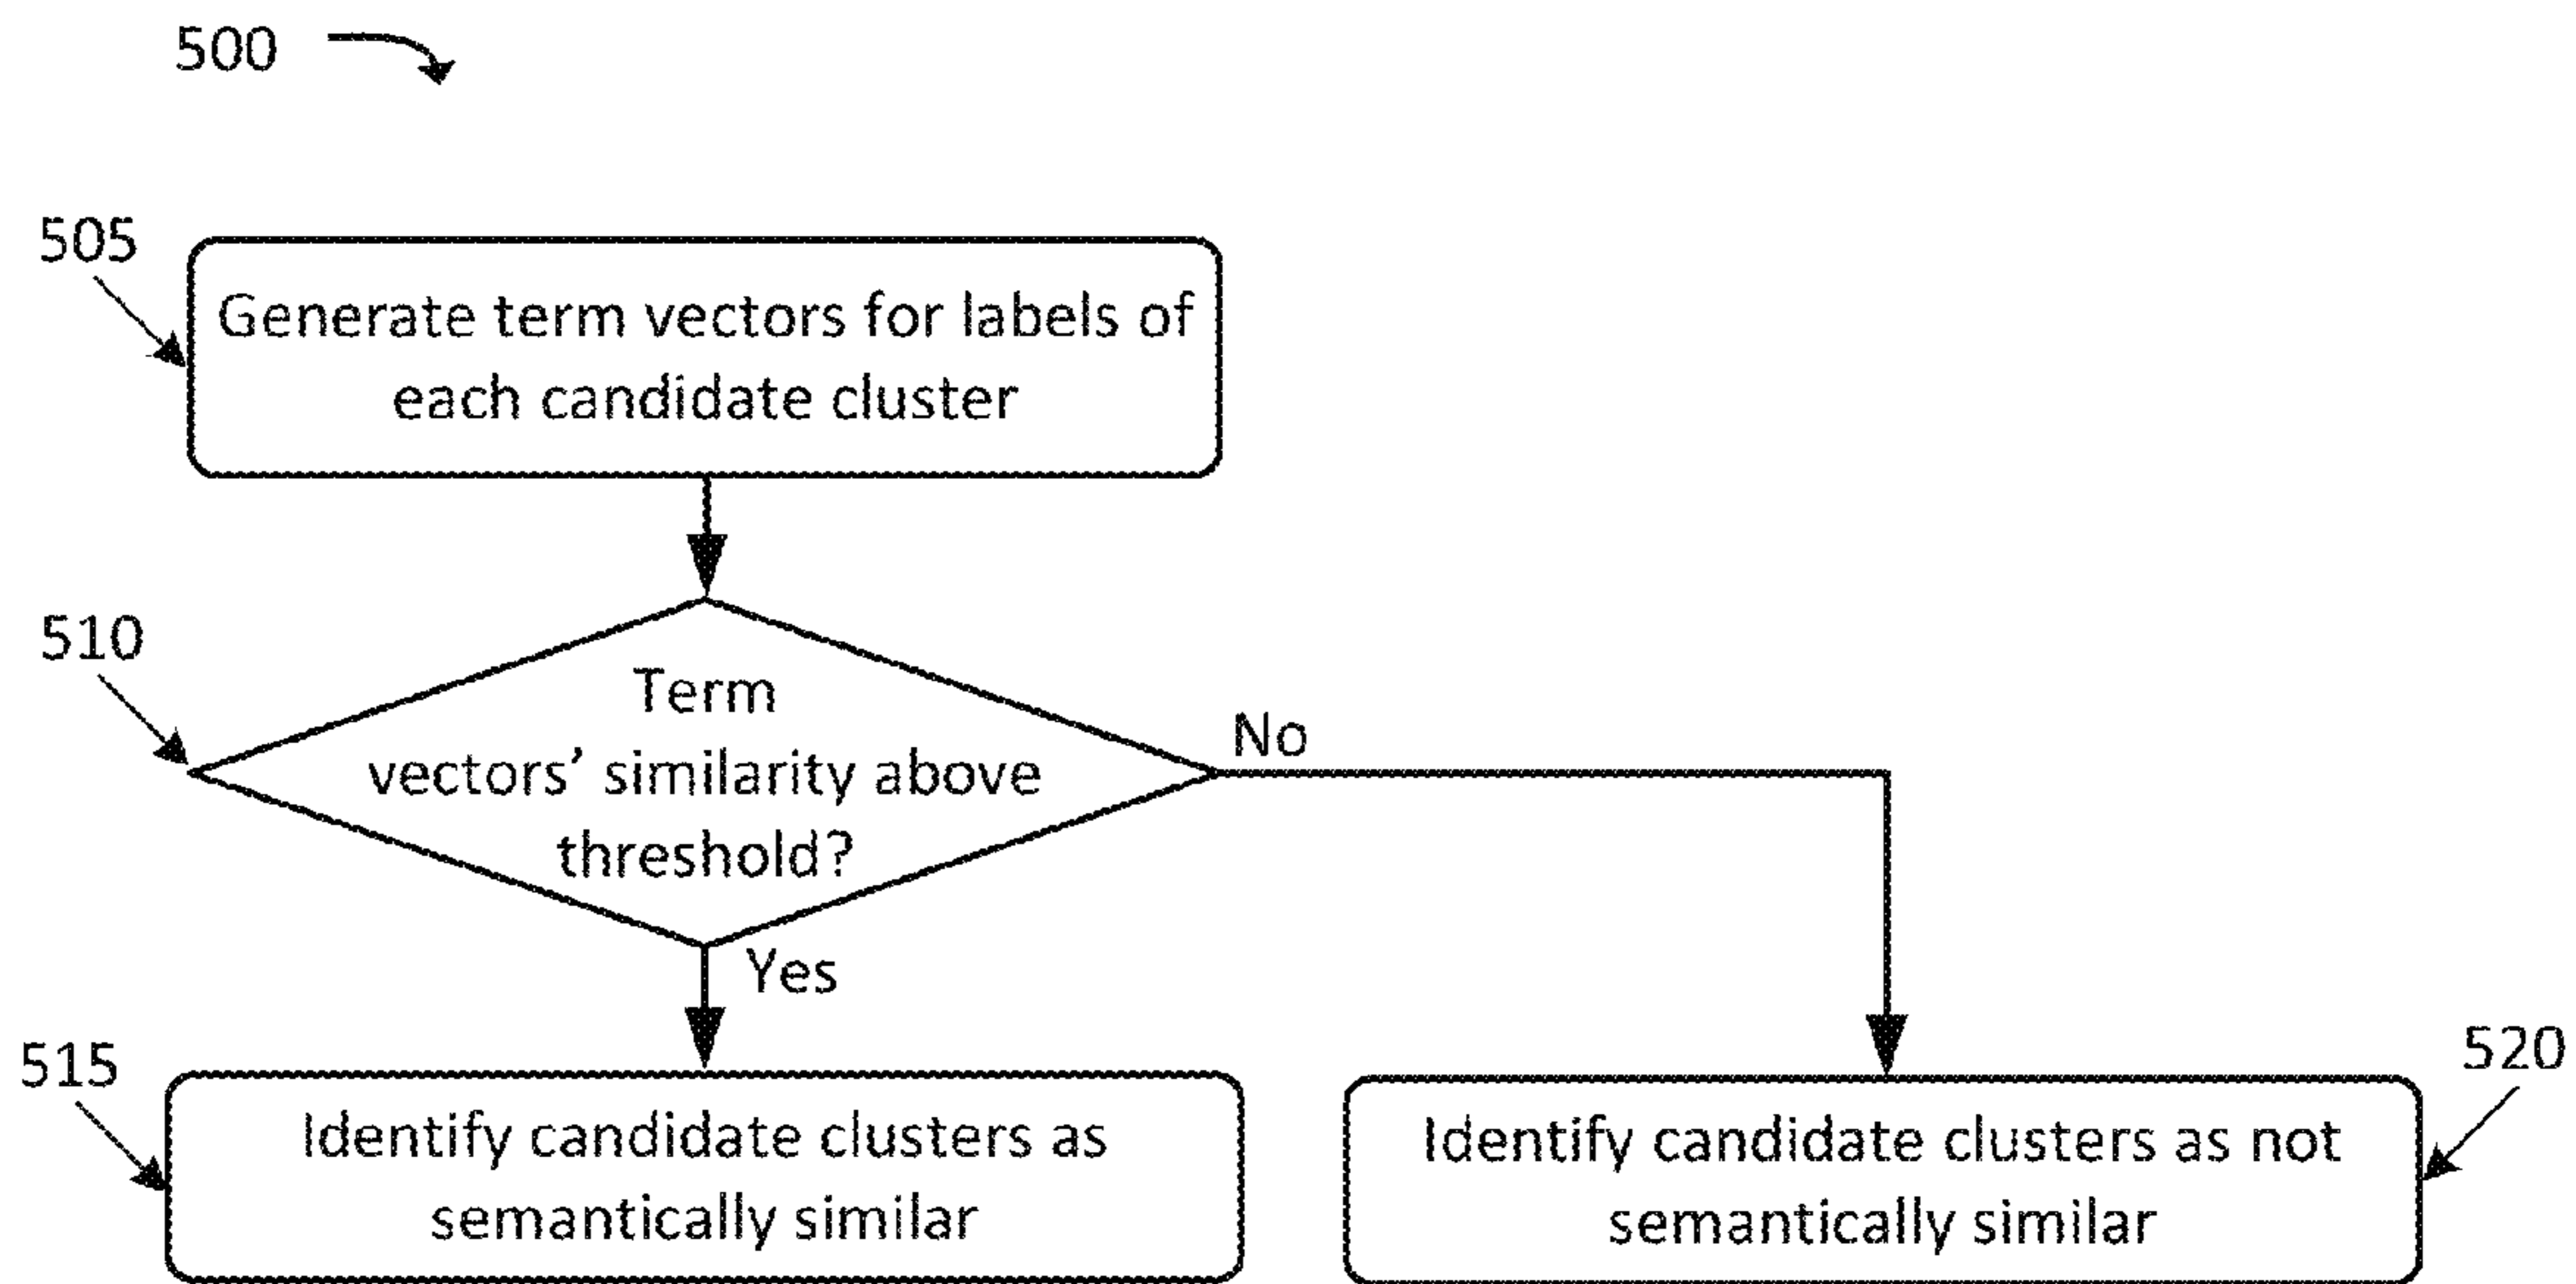 500
505
Generate term vectors for labels of
each candidate cluster
510
Term
vectors’ similarity above
threshold?
No
Yes
515
Identify candidate clusters as
semantically similar
520
Identify candidate clusters as not
semantically similar